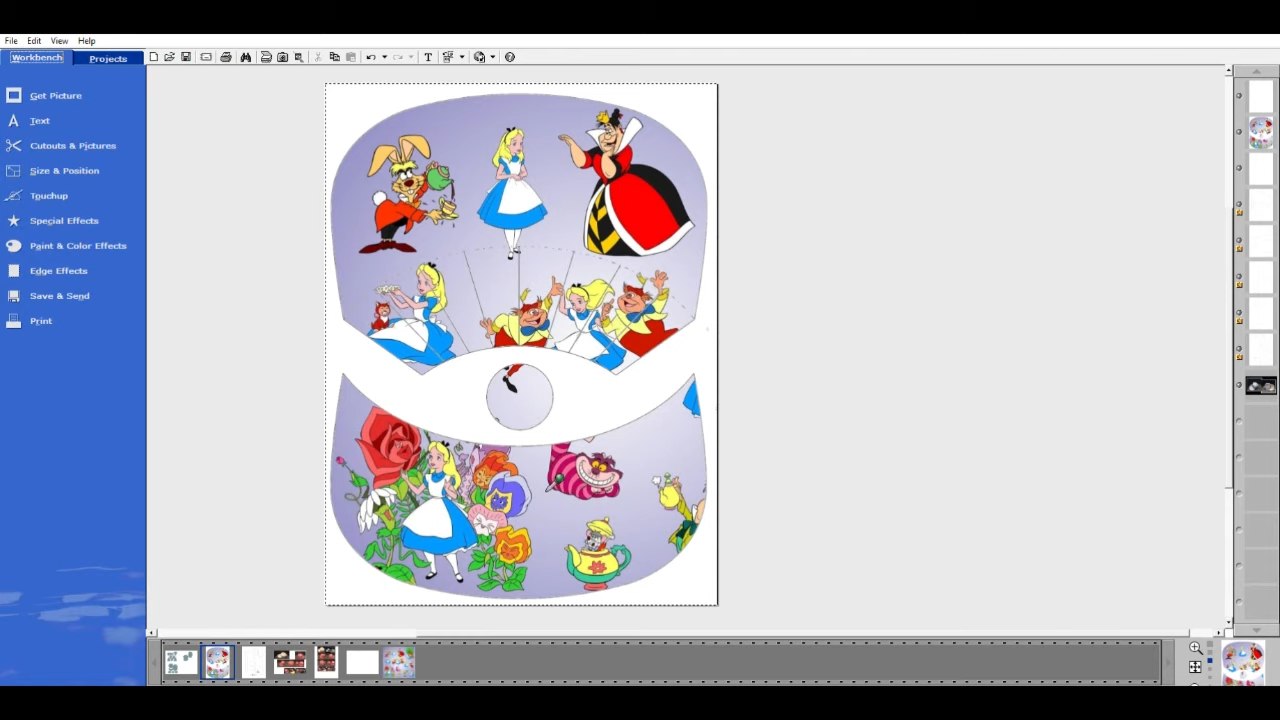 File Edit View Help
Workbench Projects
T
Get Picture
A Text
Cutouts & Pictures
Size & Position
Touchup
Special Effects
Paint & Color Effects
Edge Effects
Save & Send
Print